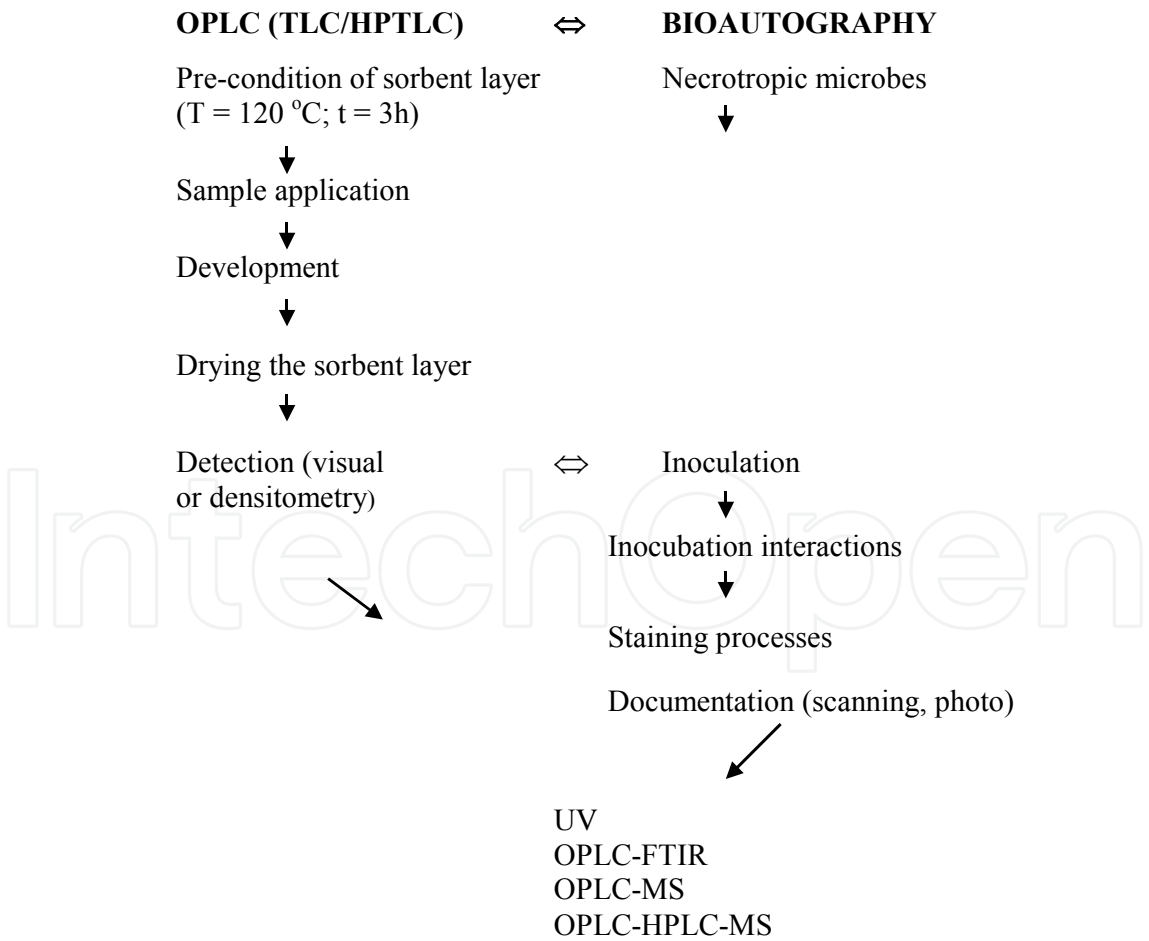 OPLC (TLC/HPTLC) ⇔ BIOAUTOGRAPHY
Pre-condition of sorbent layer
(T = 120 °C; t = 3h)
Necrotropic microbes
Sample application
Development
Drying the sorbent layer
Detection (visual
or densitometry)
⇔ Inoculation
Inocubation interactions
Staining processes
Documentation (scanning, photo)
UV
OPLC-FTIR
OPLC-MS
OPLC-HPLC-MS
IntechOpen